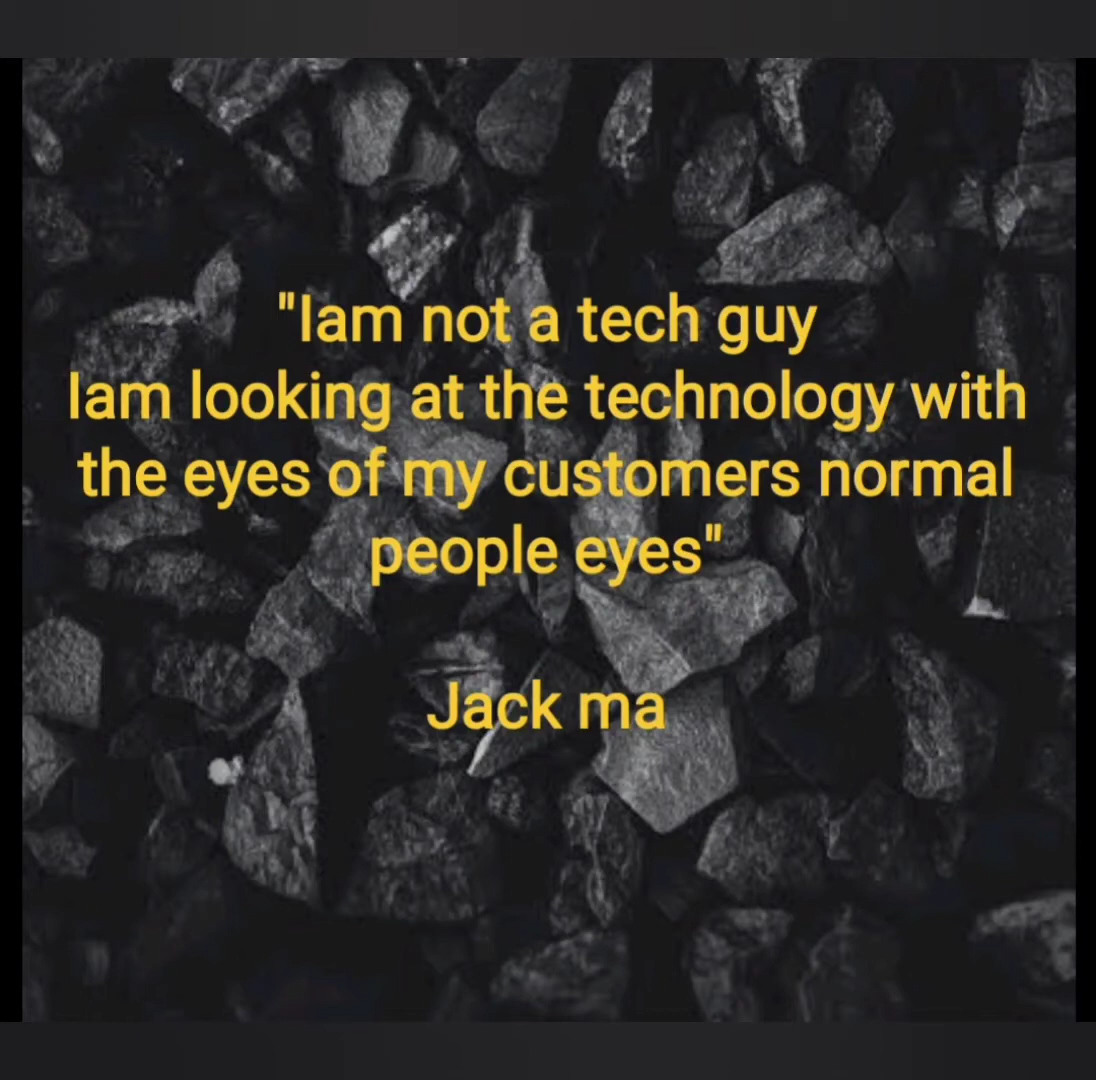 "Iam not a tech guy
Iam looking at the technology with
the eyes of my customers normal
people eyes"
Jack ma